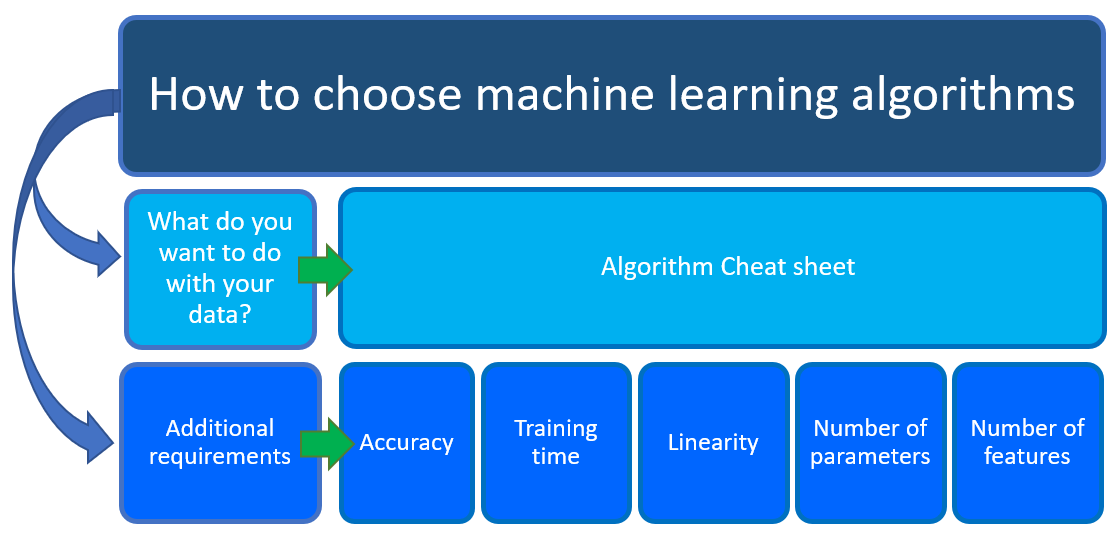 How to choose machine learning algorithms
What do you
want to do
with your
data?
Algorithm Cheat sheet
Additional
requirements
Accuracy
Training
time
Linearity
Number of
parameters
Number of
features